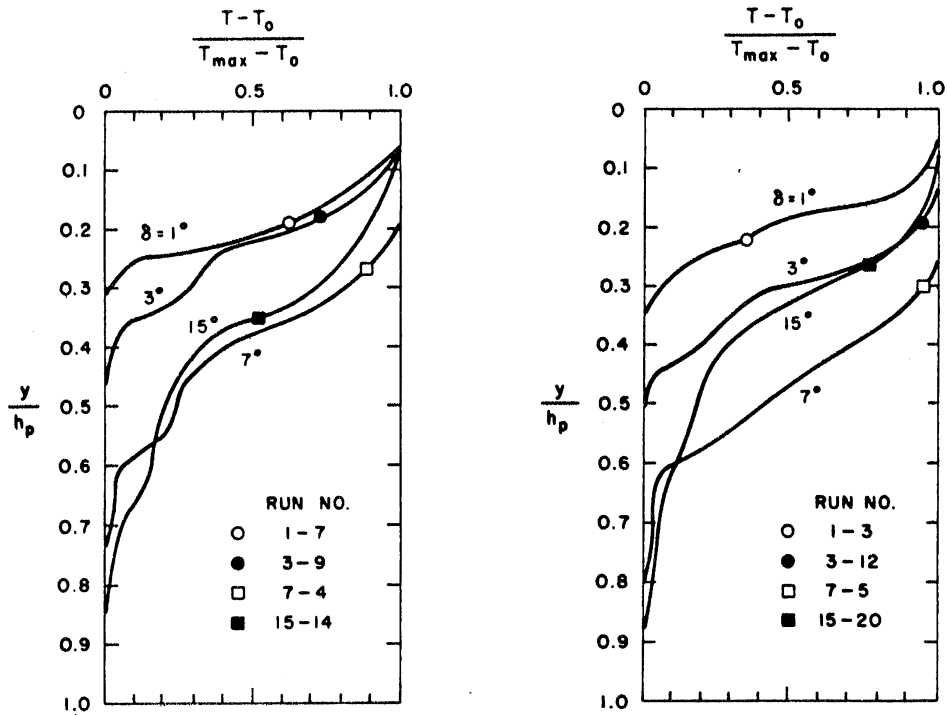 T - T₀
T max - T₀
0 0.5 1.0
0
0.1
0.2
0.3
0.4
0.5
0.6
0.7
0.8
0.9
1.0
y
hp
δ = 1°
3°
15°
7°
RUN NO.
1 - 7
3 - 9
7 - 4
15 - 14
T - T₀
T max - T₀
0 0.5 1.0
0
0.1
0.2
0.3
0.4
0.5
0.6
0.7
0.8
0.9
1.0
y
hp
δ = 1°
3°
15°
7°
RUN NO.
1 - 3
3 - 12
7 - 5
15 - 20